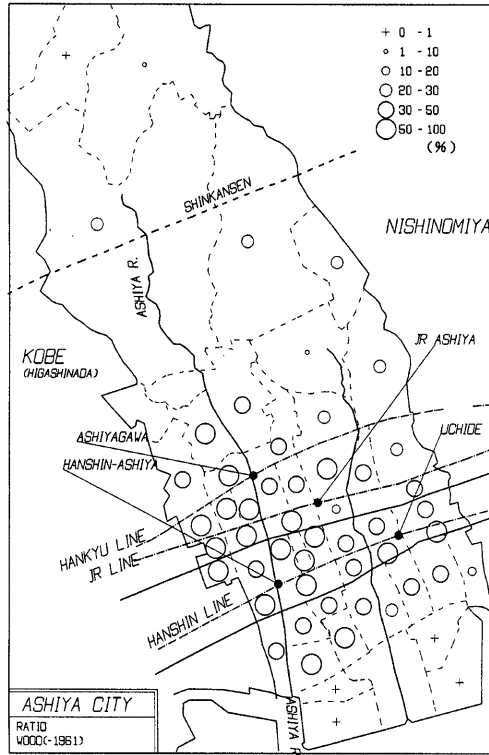 + 0 - 1
1 - 10
10 - 20
20 - 30
30 - 50
50 - 100
(%)
SHINKANSEN
NISHINOMIYA
ASHIYA R.
KOBE
(HIGASHINADA)
JR ASHIYA
ASHIYAGAWA
UCHIDE
HANSHIN-ASHIYA
HANKYU LINE
JR LINE
HANSHIN LINE
ASHIYA R.
ASHIYA CITY
RATIO
WOOD(-1961)